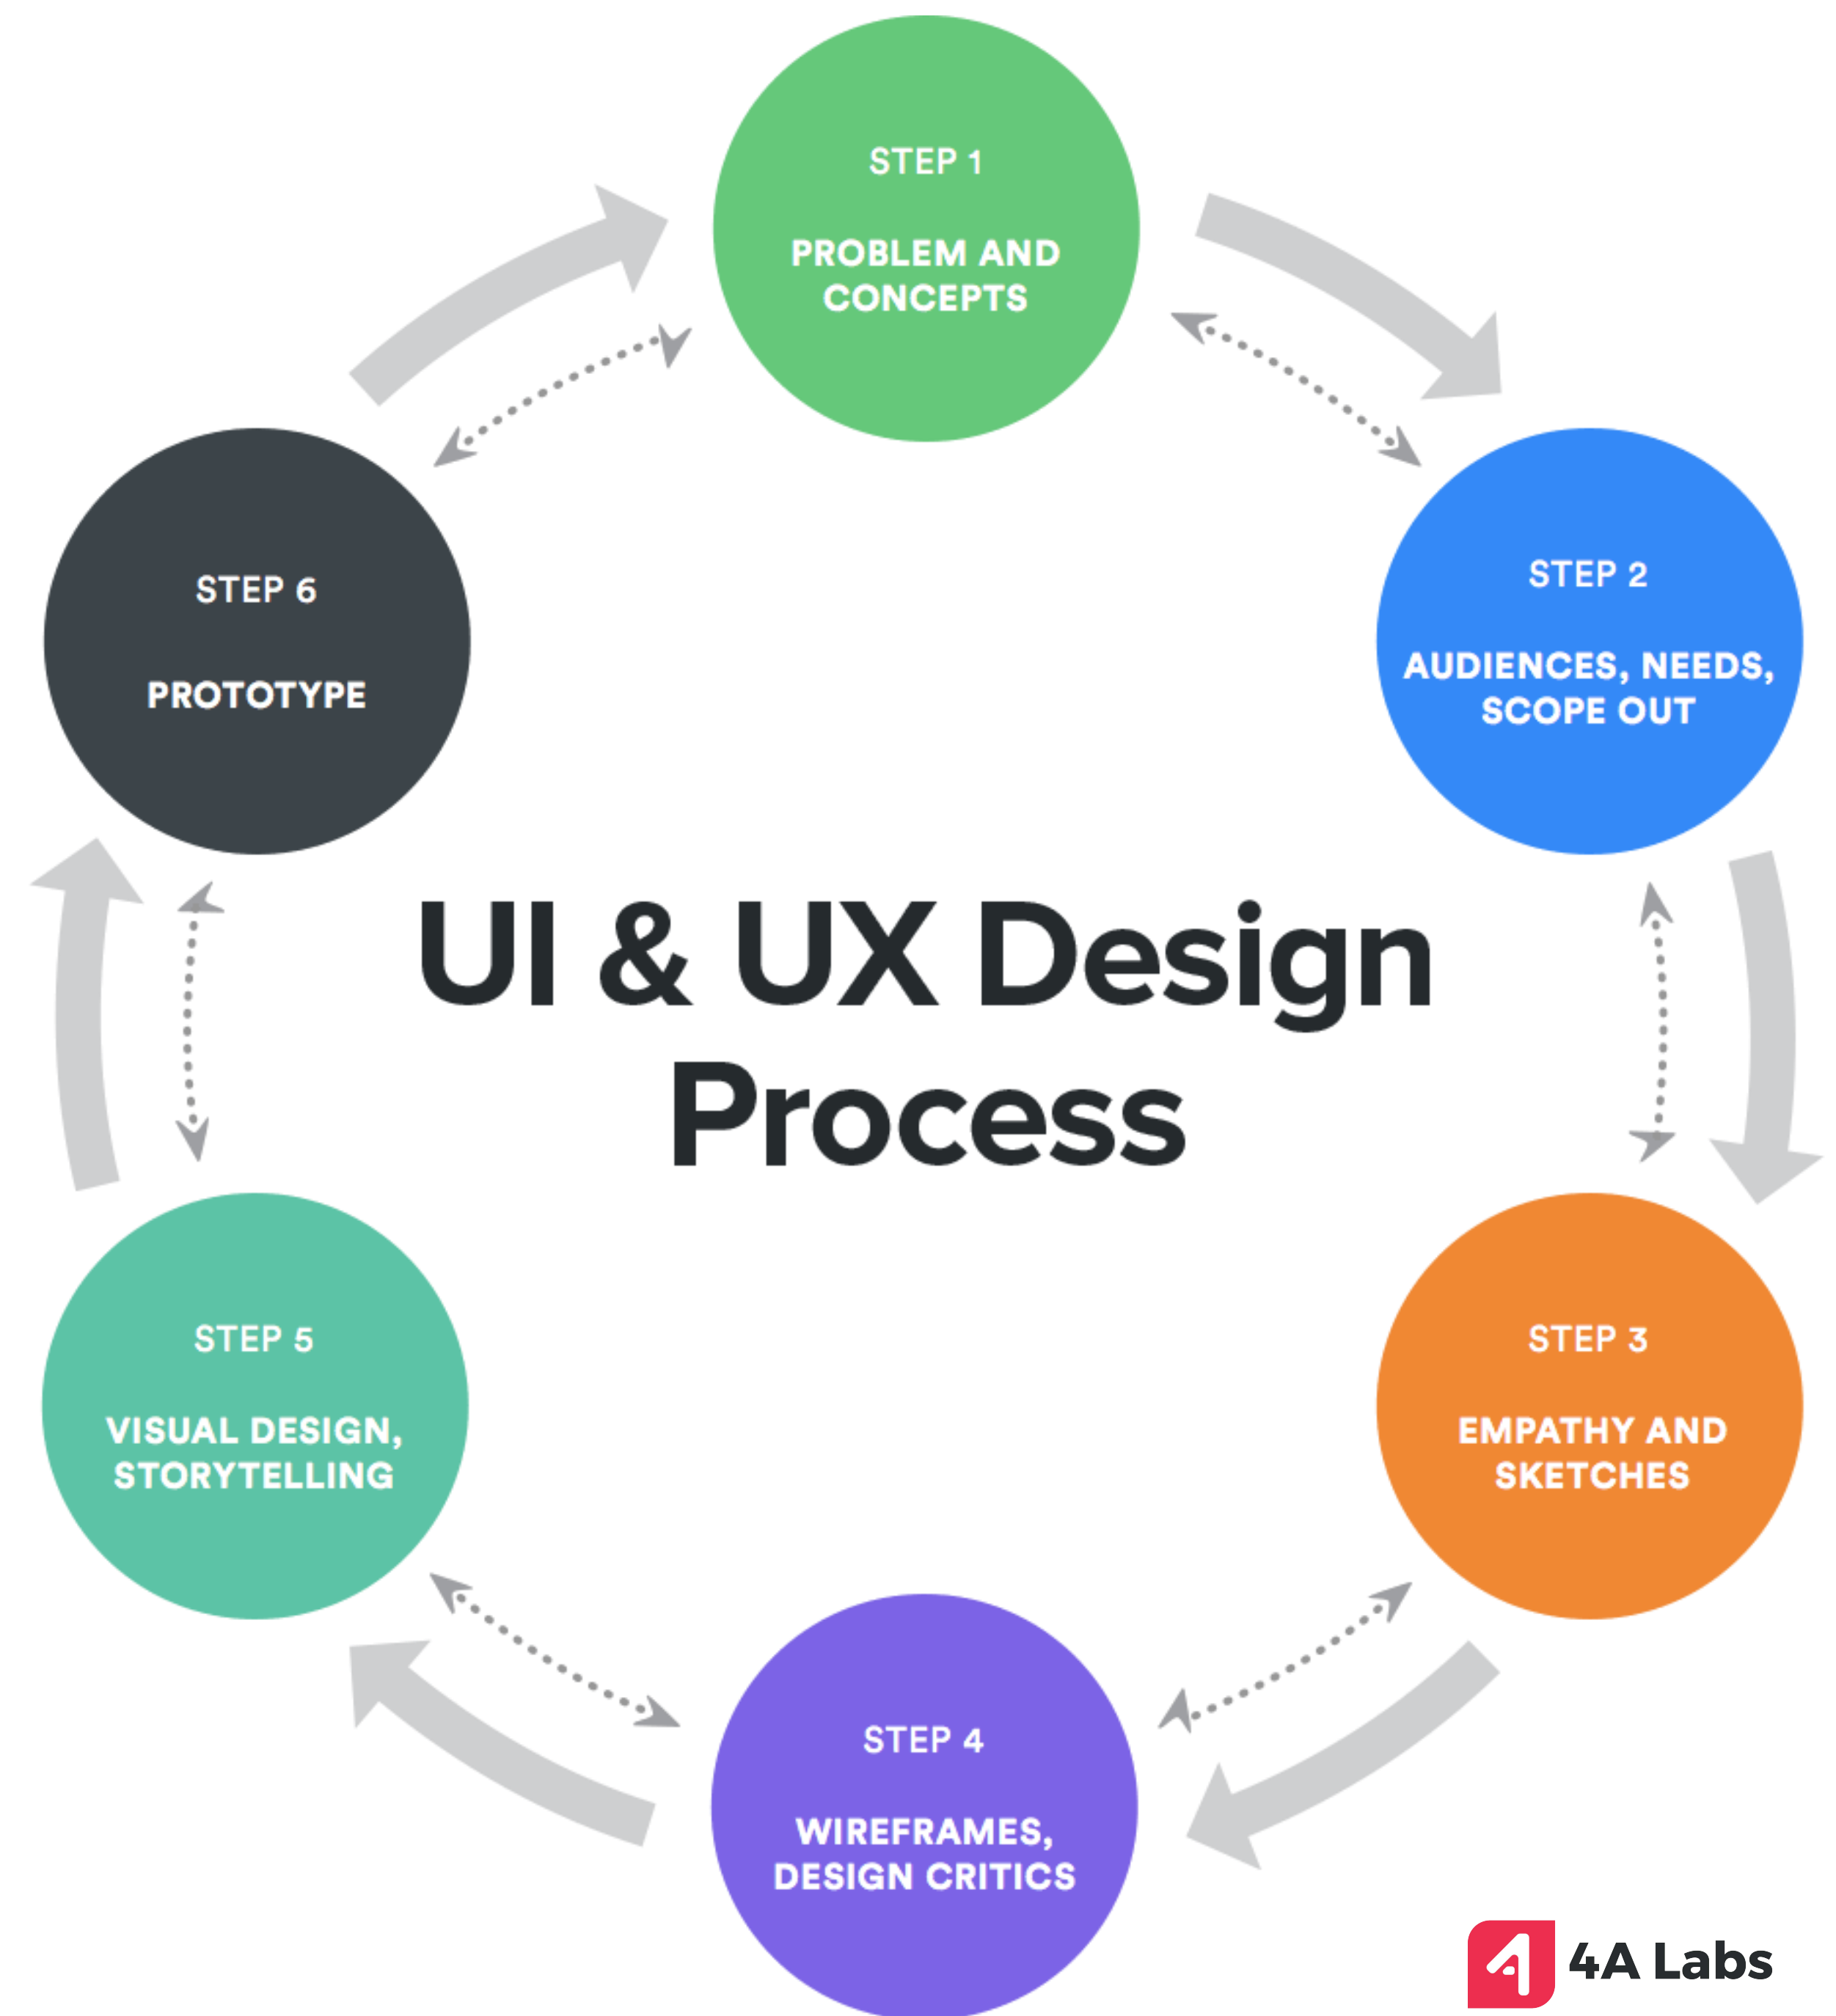 STEP 1
PROBLEM AND
CONCEPTS
STEP 2
AUDIENCES, NEEDS,
SCOPE OUT
STEP 3
EMPATHY AND
SKETCHES
STEP 4
WIREFRAMES,
DESIGN CRITICS
STEP 5
VISUAL DESIGN,
STORYTELLING
STEP 6
PROTOTYPE
UI & UX Design
Process
4A Labs